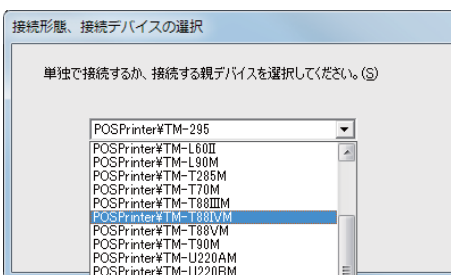 接続形態、接続デバイスの選択
単独で接続するか、接続する親デバイスを選択してください。(S)
POSPrinter¥TM-295
POSPrinter¥TM-L60Ⅱ
POSPrinter¥TM-L90M
POSPrinter¥TM-T285M
POSPrinter¥TM-T70M
POSPrinter¥TM-T88ⅢM
POSPrinter¥TM-T88ⅣM
POSPrinter¥TM-T88VM
POSPrinter¥TM-T90M
POSPrinter¥TM-U220AM
POSPrinter¥TM-U220BM